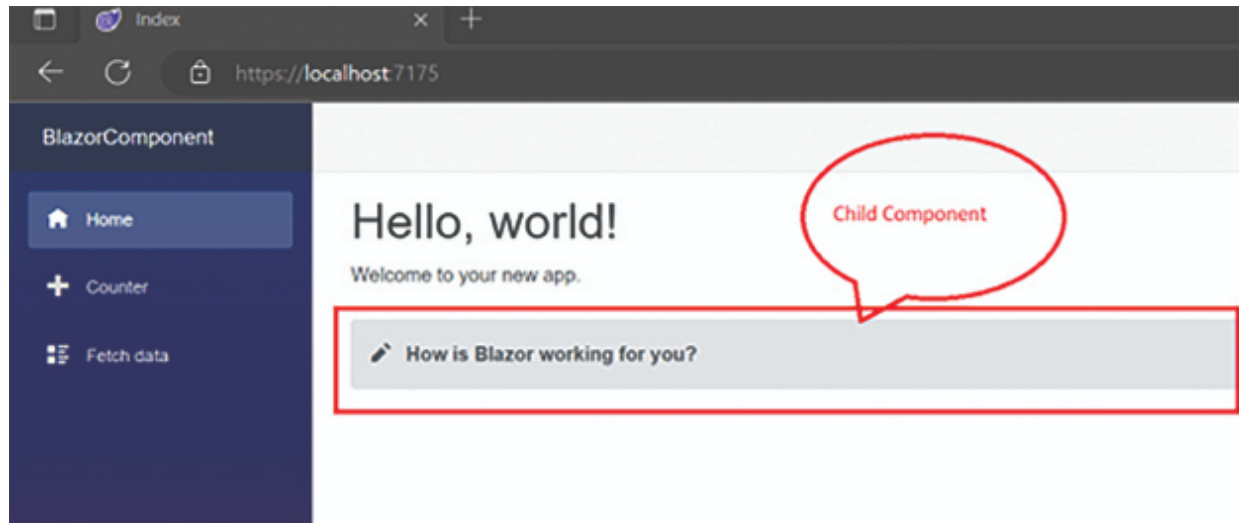 Index
https://localhost:7175
BlazorComponent
Home
Counter
Fetch data
Hello, world!
Welcome to your new app.
Child Component
How is Blazor working for you?